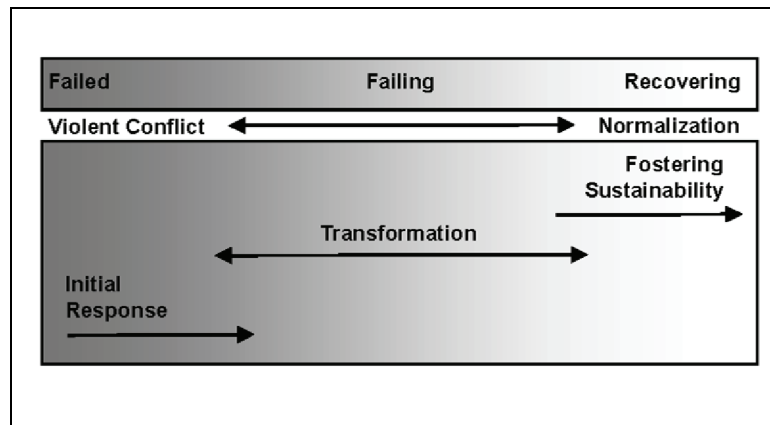 Failed Failing Recovering
Violent Conflict Normalization
Fostering
Sustainability
Transformation
Initial
Response